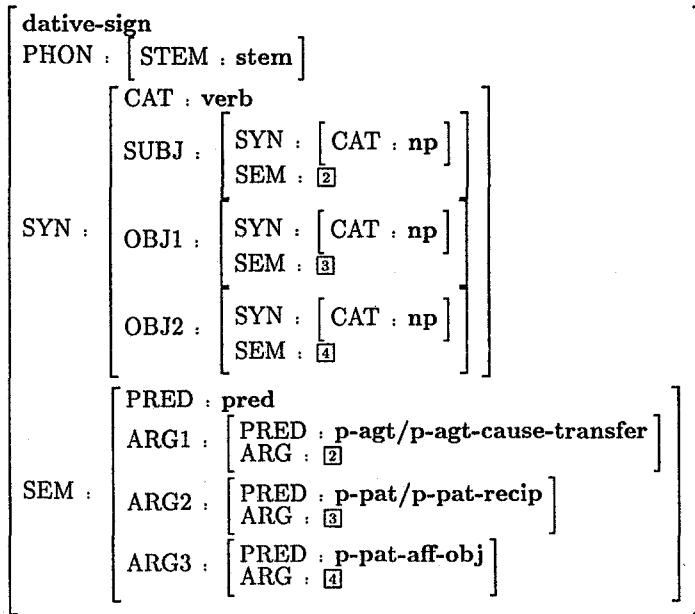 dative-sign
PHON : [ STEM : stem ]
CAT : verb
SUBJ : [ SYN : [ CAT : np ]
SEM : 2 ]
SYN : OBJ1 : [ SYN : [ CAT : np ]
SEM : 3 ]
OBJ2 : [ SYN : [ CAT : np ]
SEM : 4 ]
PRED : pred
ARG1 : [ PRED : p-agt/p-agt-cause-transfer
ARG : 2 ]
SEM : ARG2 : [ PRED : p-pat/p-pat-recip
ARG : 3 ]
ARG3 : [ PRED : p-pat-aff-obj
ARG : 4 ]